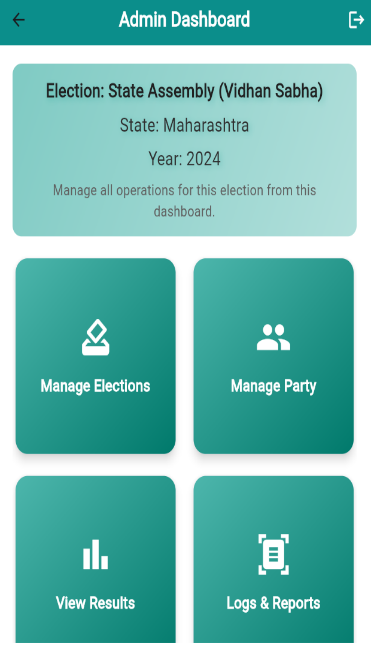 Admin Dashboard
Election: State Assembly (Vidhan Sabha)
State: Maharashtra
Year: 2024
Manage all operations for this election from this
dashboard.
Manage Elections
Manage Party
View Results
Logs & Reports